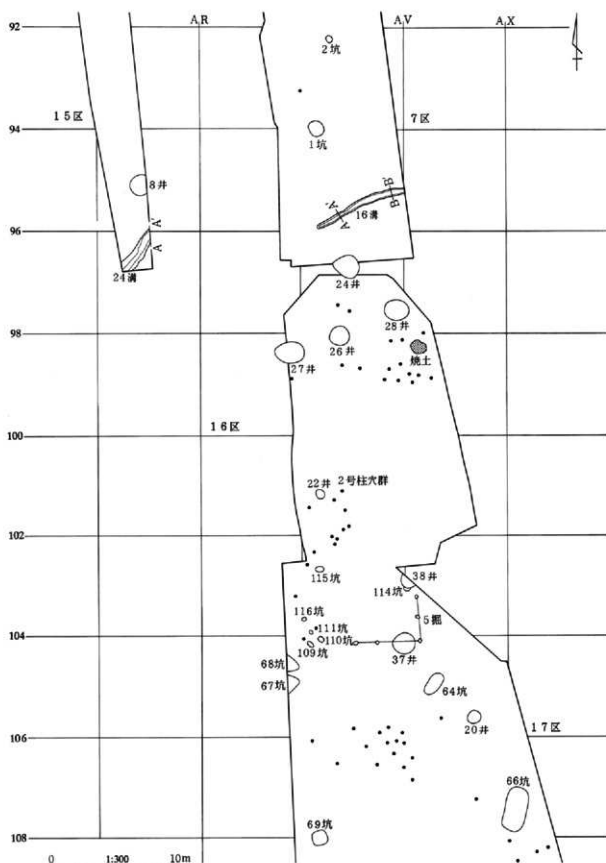 AR
AV
AX
92
2坑
15区
94
1坑
7区
8井
A'
A
24溝
B'
B
A'
A
16溝
96
24井
98
28井
26井
27井
焼土
16区
100
22井
2号柱穴群
102
115坑
38井
114坑
116坑
111坑
110坑
109坑
5掘
104
37井
68坑
67坑
64坑
20井
17区
106
66坑
69坑
108
0
1:300
10m